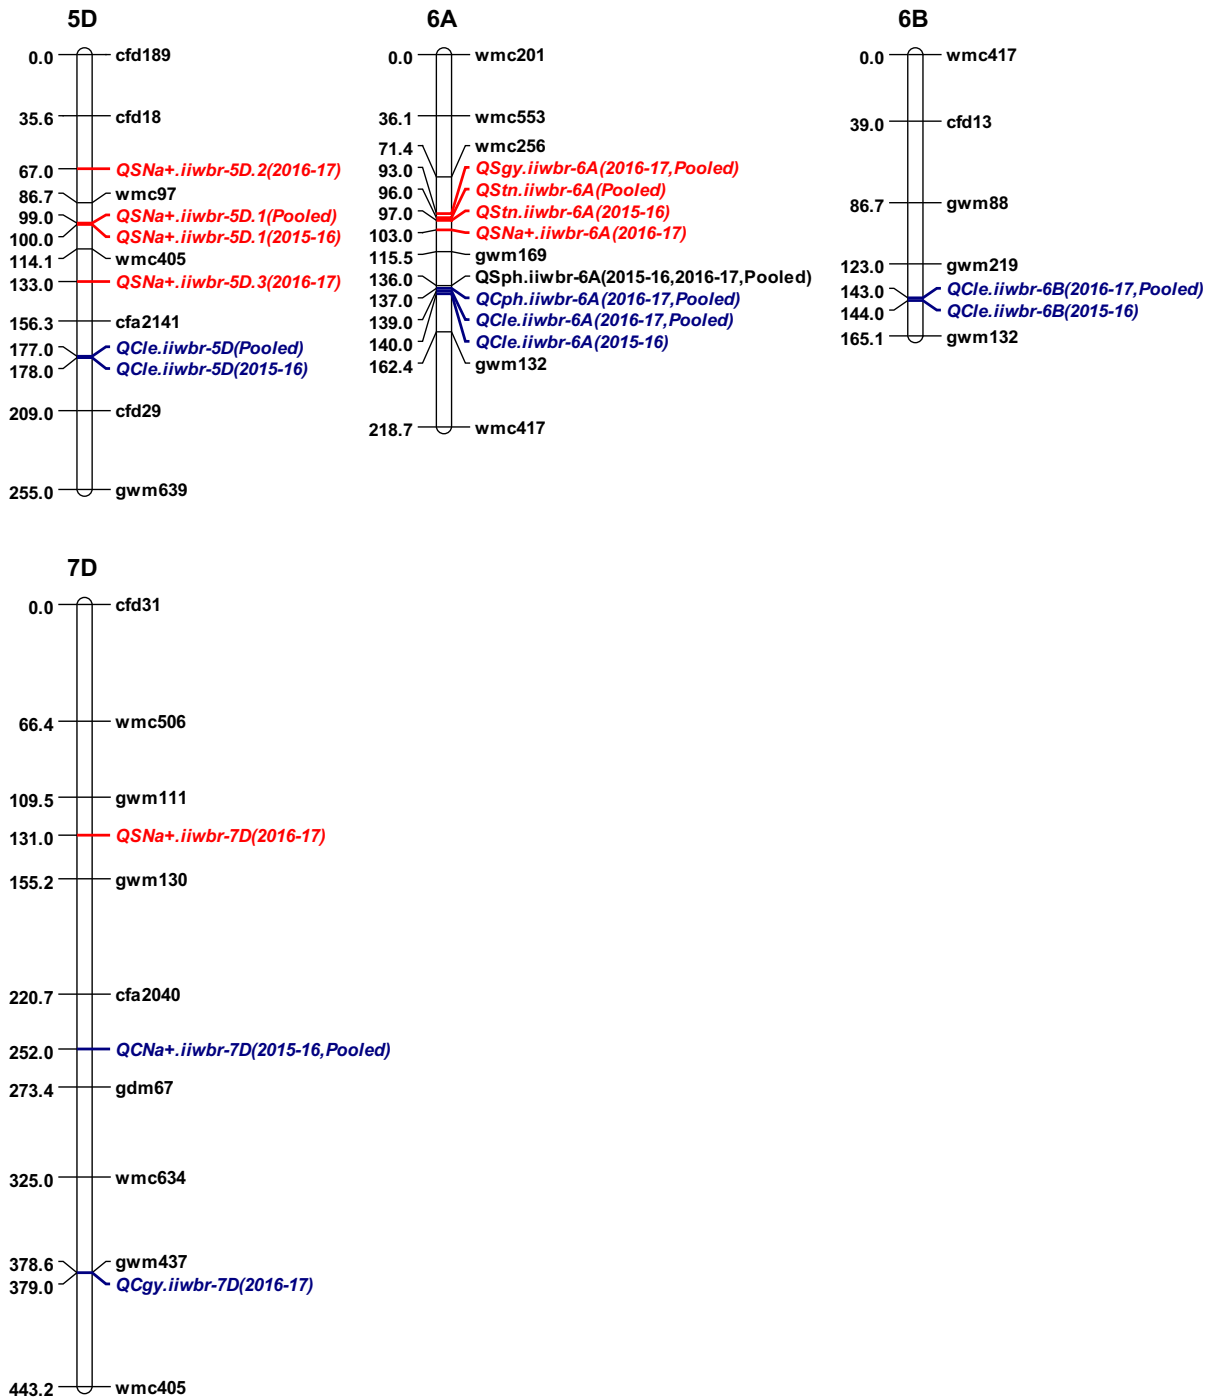 5D
0.0 cfd189
35.6 cfd18
67.0 QSNa+.iiwbr-5D.2(2016-17)
86.7 wmc97
99.0 QSNa+.iiwbr-5D.1(Pooled)
100.0 QSNa+.iiwbr-5D.1(2015-16)
114.1 wmc405
133.0 QSNa+.iiwbr-5D.3(2016-17)
156.3 cfa2141
177.0 QCle.iiwbr-5D(Pooled)
178.0 QCle.iiwbr-5D(2015-16)
209.0 cfd29
255.0 gwm639
6A
0.0 wmc201
36.1 wmc553
71.4 wmc256
93.0 QSgy.iiwbr-6A(2016-17,Pooled)
96.0 QStn.iiwbr-6A(Pooled)
97.0 QStn.iiwbr-6A(2015-16)
103.0 QSNa+.iiwbr-6A(2016-17)
115.5 gwm169
136.0 QSph.iiwbr-6A(2015-16,2016-17,Pooled)
137.0 QCph.iiwbr-6A(2016-17,Pooled)
139.0 QCle.iiwbr-6A(2016-17,Pooled)
140.0 QCle.iiwbr-6A(2015-16)
162.4 gwm132
218.7 wmc417
6B
0.0 wmc417
39.0 cfd13
86.7 gwm88
123.0 gwm219
143.0 QCle.iiwbr-6B(2016-17,Pooled)
144.0 QCle.iiwbr-6B(2015-16)
165.1 gwm132
7D
0.0 cfd31
66.4 wmc506
109.5 gwm111
131.0 QSNa+.iiwbr-7D(2016-17)
155.2 gwm130
220.7 cfa2040
252.0 QCNa+.iiwbr-7D(2015-16,Pooled)
273.4 gdm67
325.0 wmc634
378.6 gwm437
379.0 QCgy.iiwbr-7D(2016-17)
443.2 wmc405